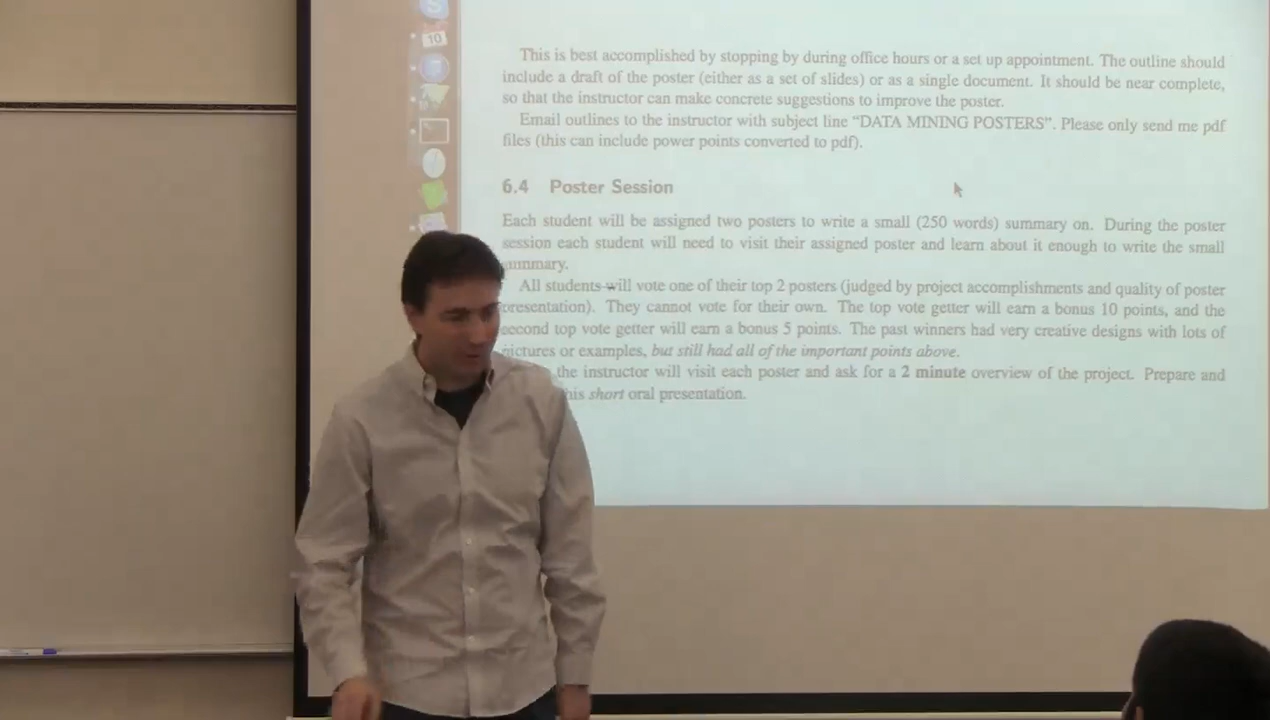 10
This is best accomplished by stopping by during office hours or a set up appointment. The outline should
include a draft of the poster (either as a set of slides) or as a single document. It should be near complete,
so that the instructor can make concrete suggestions to improve the poster.
Email outlines to the instructor with subject line “DATA MINING POSTERS”. Please only send me pdf
files (this can include power points converted to pdf).
6.4 Poster Session
Each student will be assigned two posters to write a small (250 words) summary on. During the poster
session each student will need to visit their assigned poster and learn about it enough to write the small
summary.
All students will vote one of their top 2 posters (judged by project accomplishments and quality of poster
presentation). They cannot vote for their own. The top vote getter will earn a bonus 10 points, and the
second top vote getter will earn a bonus 5 points. The past winners had very creative designs with lots of
pictures or examples, but still had all of the important points above.
the instructor will visit each poster and ask for a 2 minute overview of the project. Prepare and
his short oral presentation.